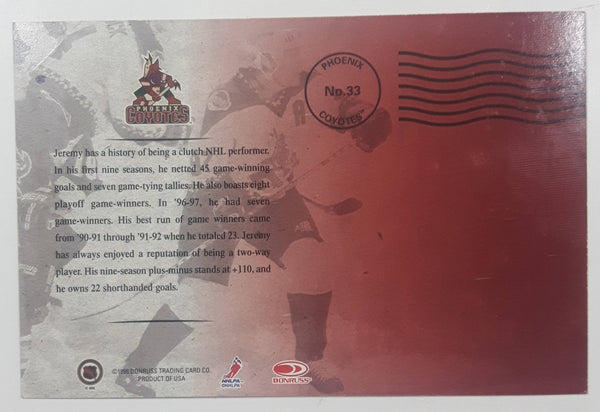 PHOENIX
No.33
COYOTES
PHOENIX
COYOTES
Jeremy has a history of being a clutch NHL performer.
In his first nine seasons, he netted 45 game-winning
goals and seven game-tying tallies. He also boasts eight
playoff game-winners. In '96-97, he had seven
game-winners. His best run of game winners came
from '90-91 through '91-92 when he totaled 23. Jeremy
has always enjoyed a reputation of being a two-way
player. His nine-season plus-minus stands at +110, and
he owns 22 shorthanded goals.
©1998 DONRUSS TRADING CARD CO.
PRODUCT OF USA
NHLPA
DONRUSS